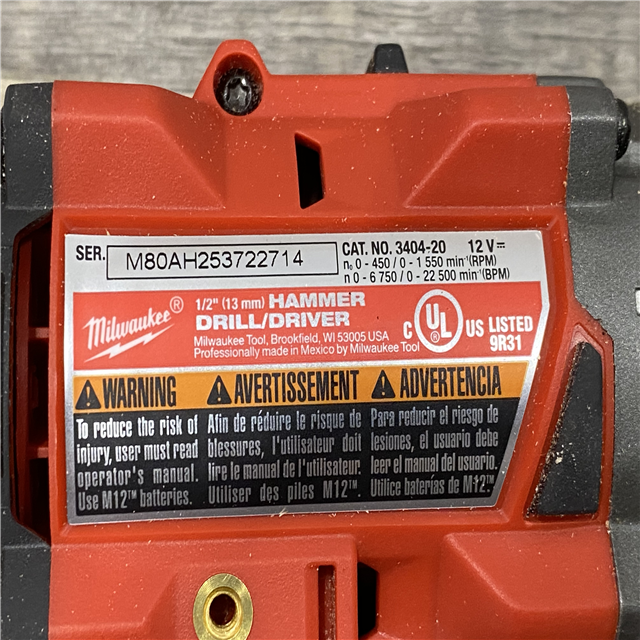 SER. M80AH253722714 CAT. NO. 3404-20 12 V⎓
n₀ 0 - 450 / 0 - 1 550 min⁻¹(RPM)
n 0 - 6 750 / 0 - 22 500 min⁻¹(BPM)
Milwaukee®
1/2" (13 mm) HAMMER
DRILL/DRIVER
Milwaukee Tool, Brookfield, WI 53005 USA
Professionally made in Mexico by Milwaukee Tool
C UL® US LISTED
9R31
WARNING
To reduce the risk of
injury, user must read
operator's manual.
Use M12™ batteries.
AVERTISSEMENT
Afin de réduire le risque de
blessures, l'utilisateur doit
lire le manuel de l'utilisateur.
Utiliser des piles M12™.
ADVERTENCIA
Para reducir el riesgo de
lesiones, el usuario debe
leer el manual del usuario.
Utilice baterías de M12™.